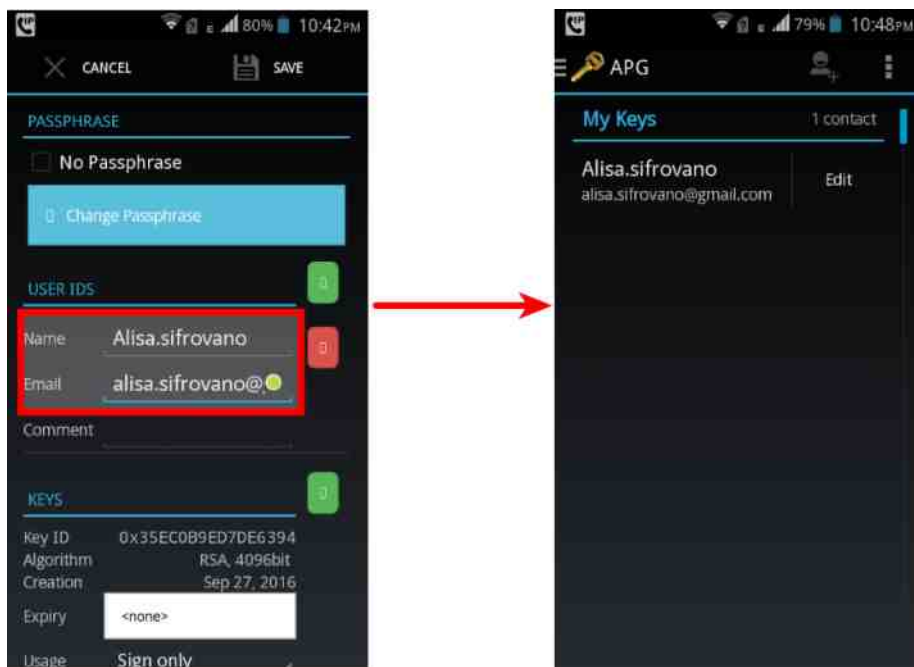 80% 10:42PM
CANCEL SAVE
PASSPHRASE
No Passphrase
Change Passphrase
USER IDS
Name Alisa.sifrovano
Email alisa.sifrovano@
Comment
KEYS
Key ID 0x35EC0B9ED7DE6394
Algorithm RSA, 4096bit
Creation Sep 27, 2016
Expiry <none>
Usage Sign only
79% 10:48PM
APG
My Keys 1 contact
Alisa.sifrovano
alisa.sifrovano@gmail.com
Edit